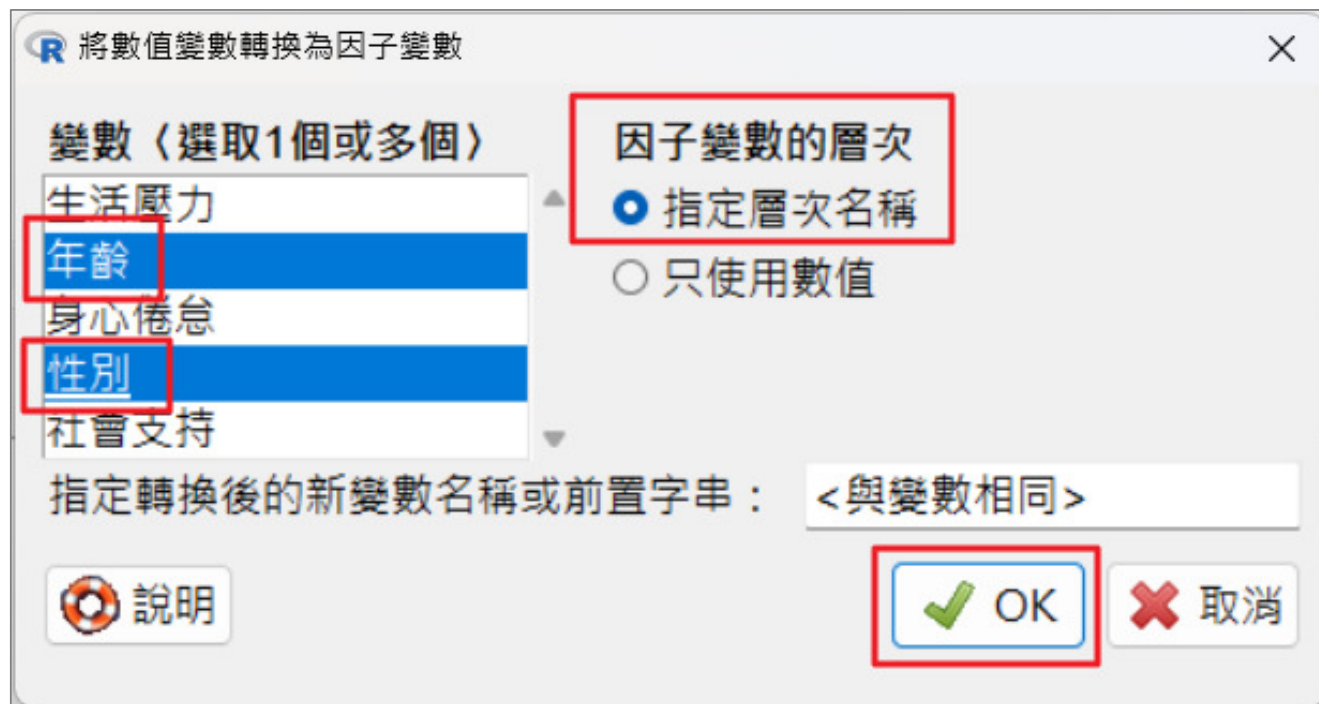 將數值變數轉換為因子變數
變數〈選取1個或多個〉
生活壓力
年齡
身心倦怠
性別
社會支持
因子變數的層次
指定層次名稱
只使用數值
指定轉換後的新變數名稱或前置字串：
<與變數相同>
說明
OK
取消